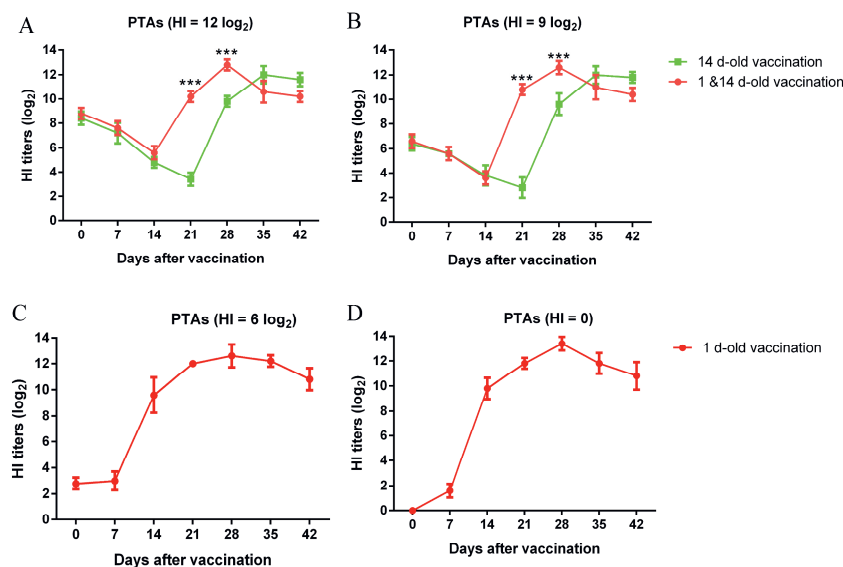 A
PTAs (HI = 12 log2)
HI titers (log2)
14
12
10
8
6
4
2
0
***
***
0 7 14 21 28 35 42
Days after vaccination
B
PTAs (HI = 9 log2)
HI titers (log2)
14
12
10
8
6
4
2
0
***
***
0 7 14 21 28 35 42
Days after vaccination
14 d-old vaccination
1 &14 d-old vaccination
C
PTAs (HI = 6 log2)
HI titers (log2)
14
12
10
8
6
4
2
0
0 7 14 21 28 35 42
Days after vaccination
D
PTAs (HI = 0)
HI titers (log2)
14
12
10
8
6
4
2
0
0 7 14 21 28 35 42
Days after vaccination
1 d-old vaccination